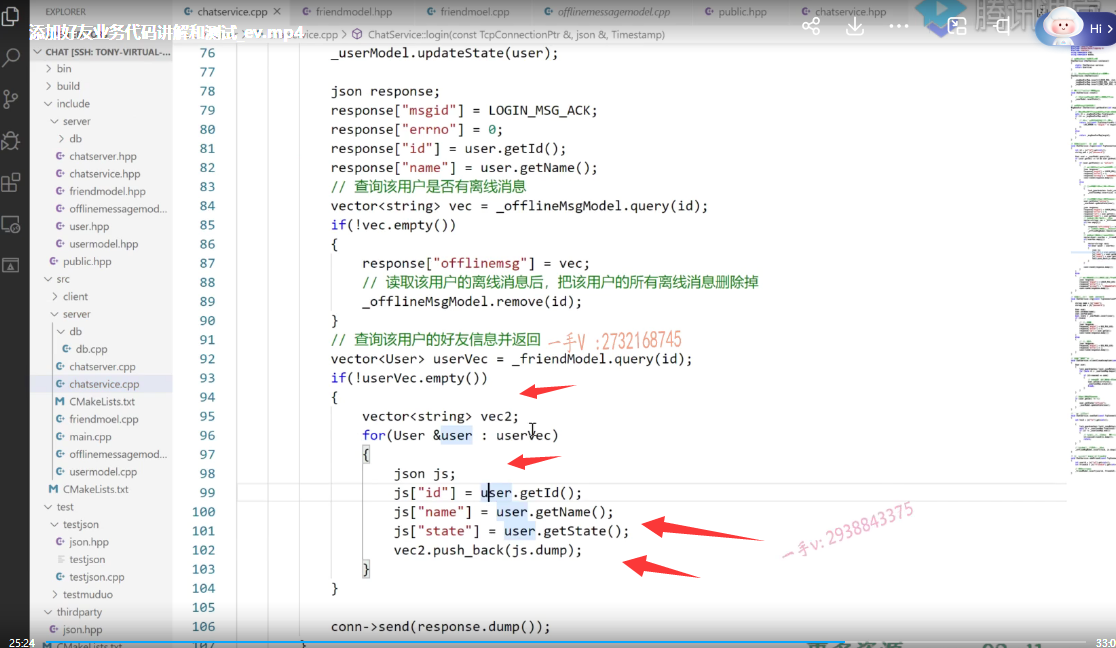 EXPLORER
chatservice.cpp
friendmodel.hpp
friendmoel.cpp
offlinemessagemodel.cpp
public.hpp
chatservice.hpp
添加好友业务代码讲解和测试_ev.mp4
ce.cpp > ChatService::login(const TcpConnectionPtr &, json &, Timestamp)
Hi >
CHAT [SSH: TONY-VIRTUAL-...
bin
build
include
server
db
chatserver.hpp
chatservice.hpp
friendmodel.hpp
offlinemessagemod...
user.hpp
usermodel.hpp
public.hpp
src
client
server
db
db.cpp
chatserver.cpp
chatservice.cpp
CMakeLists.txt
friendmoel.cpp
main.cpp
offlinemessagemod...
usermodel.cpp
CMakeLists.txt
test
testjson
json.hpp
testjson
testjson.cpp
testmuduo
thirdparty
json.hpp
CMakeLists.txt
76 _userModel.updateState(user);
77
78 json response;
79 response["msgid"] = LOGIN_MSG_ACK;
80 response["errno"] = 0;
81 response["id"] = user.getId();
82 response["name"] = user.getName();
83 // 查询该用户是否有离线消息
84 vector<string> vec = _offlineMsgModel.query(id);
85 if(!vec.empty())
86 {
87 response["offlinemsg"] = vec;
88 // 读取该用户的离线消息后，把该用户的所有离线消息删除掉
89 _offlineMsgModel.remove(id);
90 }
91 // 查询该用户的好友信息并返回 一手V :2732168745
92 vector<User> userVec = _friendModel.query(id);
93 if(!userVec.empty())
94 {
95 vector<string> vec2;
96 for(User &user : userVec)
97 {
98 json js;
99 js["id"] = user.getId();
100 js["name"] = user.getName();
101 js["state"] = user.getState();
102 vec2.push_back(js.dump);
103 }
104 }
105
106 conn->send(response.dump());
107 }
一手v: 2938843375
25:24
33:0